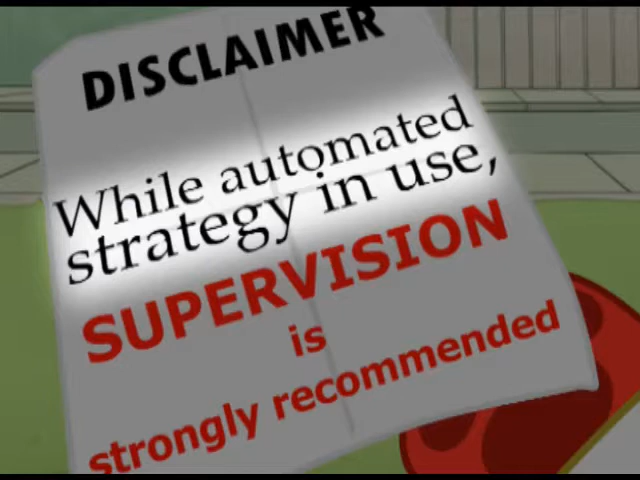 DISCLAIMER
While automated
strategy in use,
SUPERVISION
is
strongly recommended